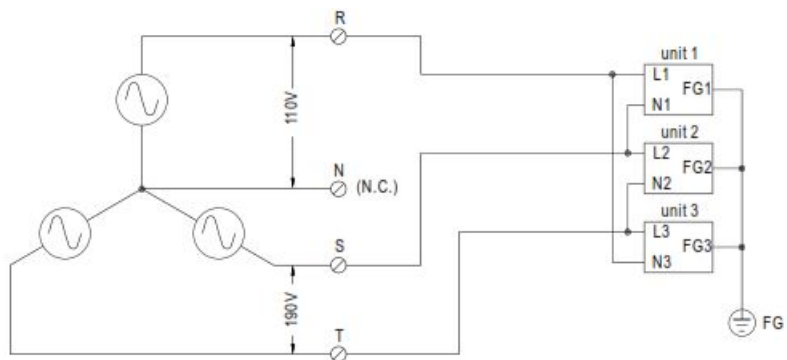 R
110V
N
(N.C.)
S
190V
T
unit 1
L1
FG1
N1
unit 2
L2
FG2
N2
unit 3
L3
FG3
N3
FG